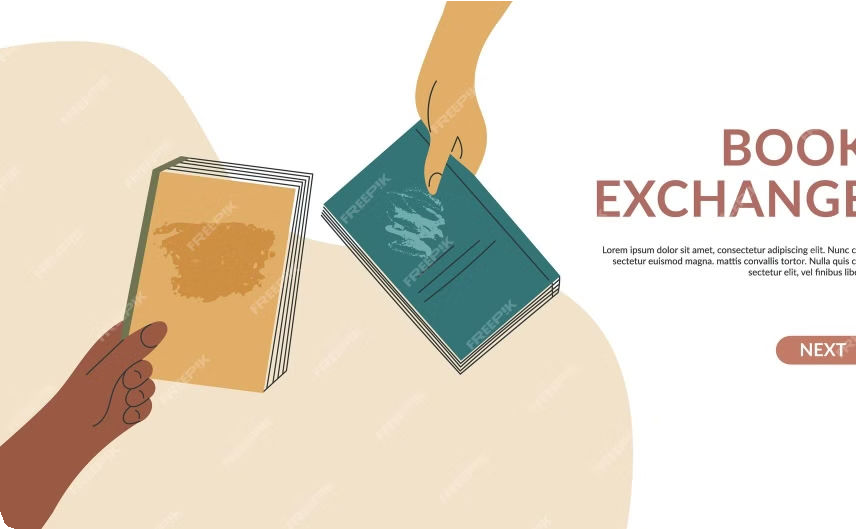 BOOK
EXCHANGE
Lorem ipsum dolor sit amet, consectetur adipiscing elit. Nunc c
sectetur euismod magna. mattis convallis tortor. Nulla quis c
sectetur elit, vel finibus libe
NEXT
FREEPIK